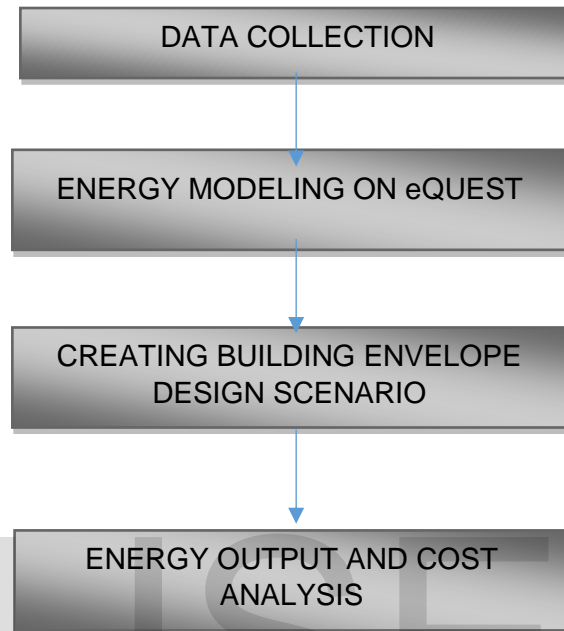 DATA COLLECTION
ENERGY MODELING ON eQUEST
CREATING BUILDING ENVELOPE
DESIGN SCENARIO
ENERGY OUTPUT AND COST
ANALYSIS